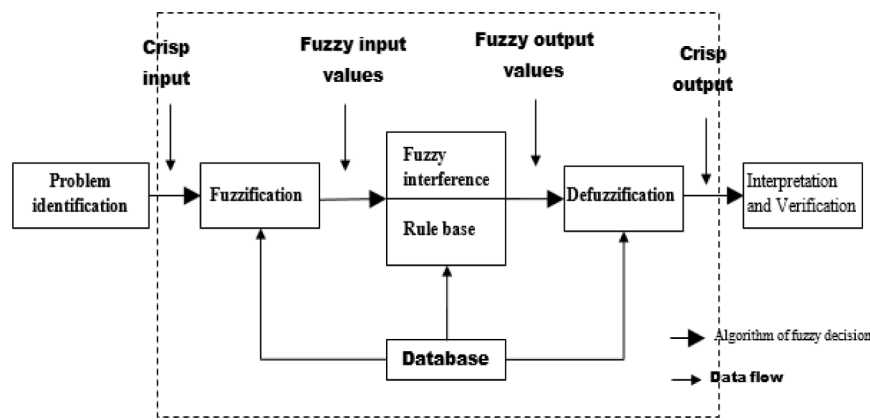 Crisp
input
Fuzzy input
values
Fuzzy output
values
Crisp
output
Problem
identification
Fuzzification
Fuzzy
interference
Rule base
Defuzzification
Interpretation
and Verification
Database
Algorithm of fuzzy decision
Data flow